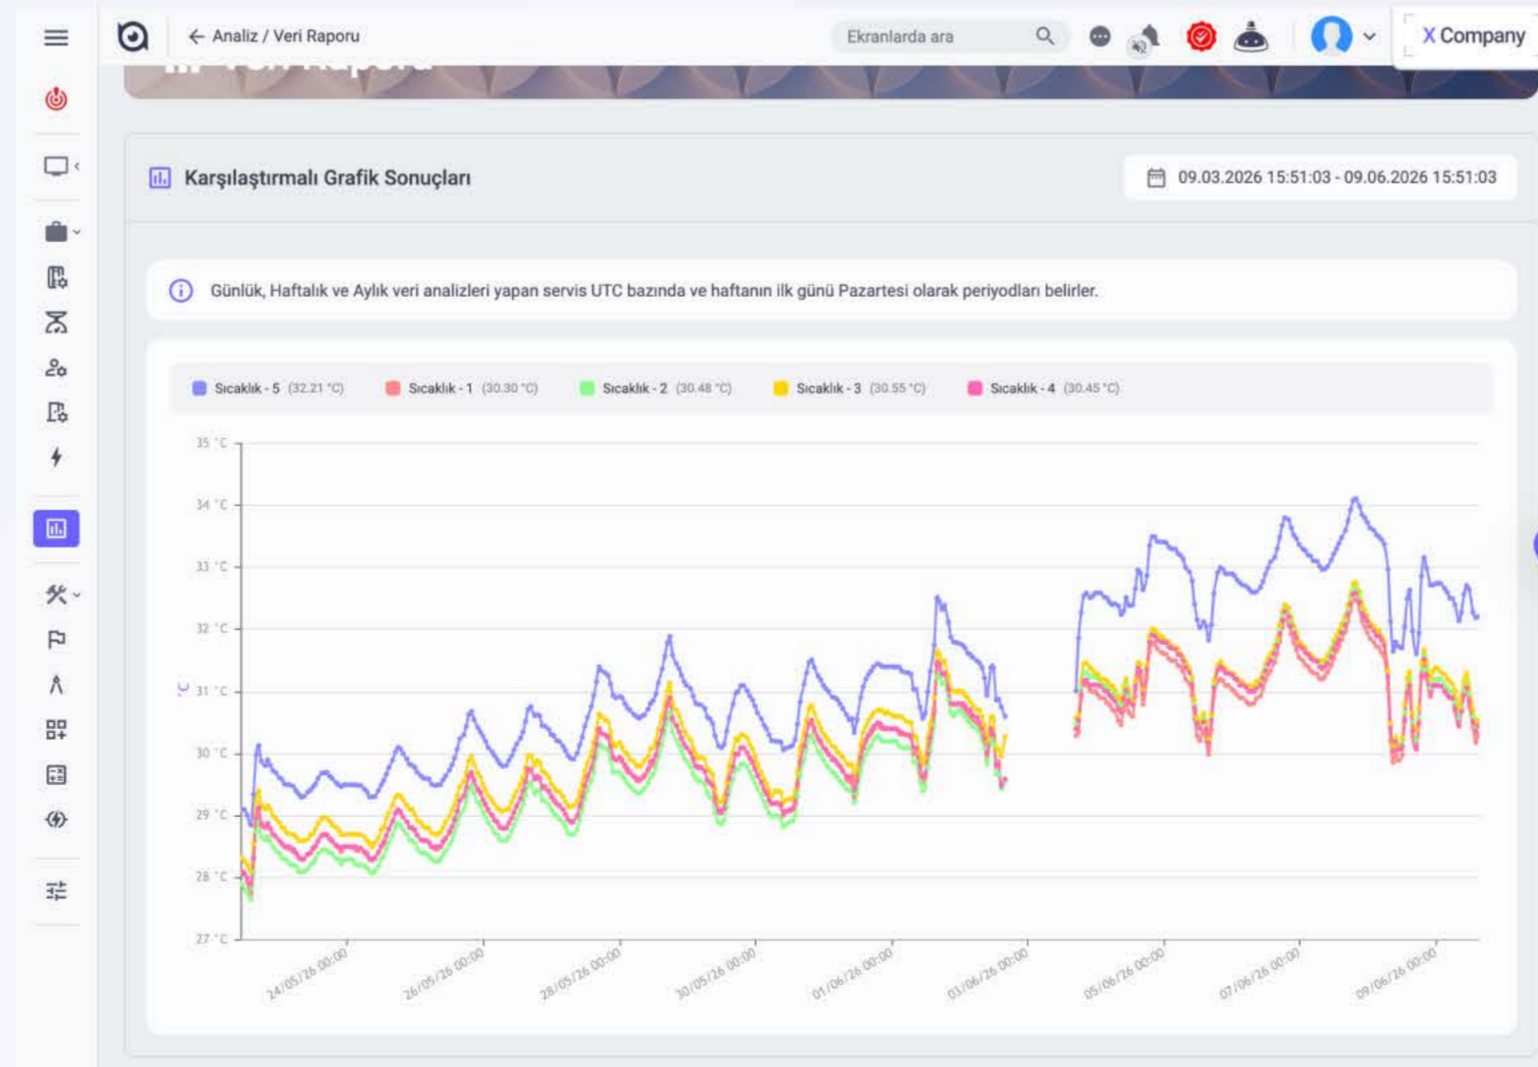 ← Analiz / Veri Raporu
Ekranlarda ara
X Company
Veri Raporu
Karşılaştırmalı Grafik Sonuçları
09.03.2026 15:51:03 - 09.06.2026 15:51:03
Günlük, Haftalık ve Aylık veri analizleri yapan servis UTC bazında ve haftanın ilk günü Pazartesi olarak periyodları belirler.
Sıcaklık - 5 (32.21 °C) Sıcaklık - 1 (30.30 °C) Sıcaklık - 2 (30.48 °C) Sıcaklık - 3 (30.55 °C) Sıcaklık - 4 (30.45 °C)
35 °C
34 °C
33 °C
32 °C
°C
31 °C
30 °C
29 °C
28 °C
27 °C
24/05/26 00:00 26/05/26 00:00 28/05/26 00:00 30/05/26 00:00 01/06/26 00:00 03/06/26 00:00 05/06/26 00:00 07/06/26 00:00 09/06/26 00:00